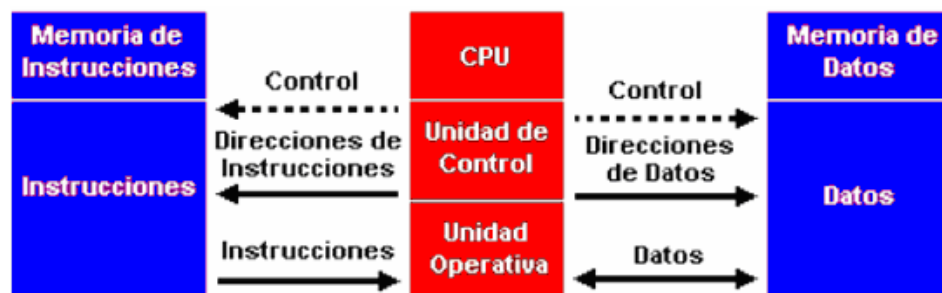 Memoria de
Instrucciones
Instrucciones
Control
Direcciones de
Instrucciones
Instrucciones
CPU
Unidad de
Control
Unidad
Operativa
Control
Direcciones
de Datos
Datos
Memoria de
Datos
Datos